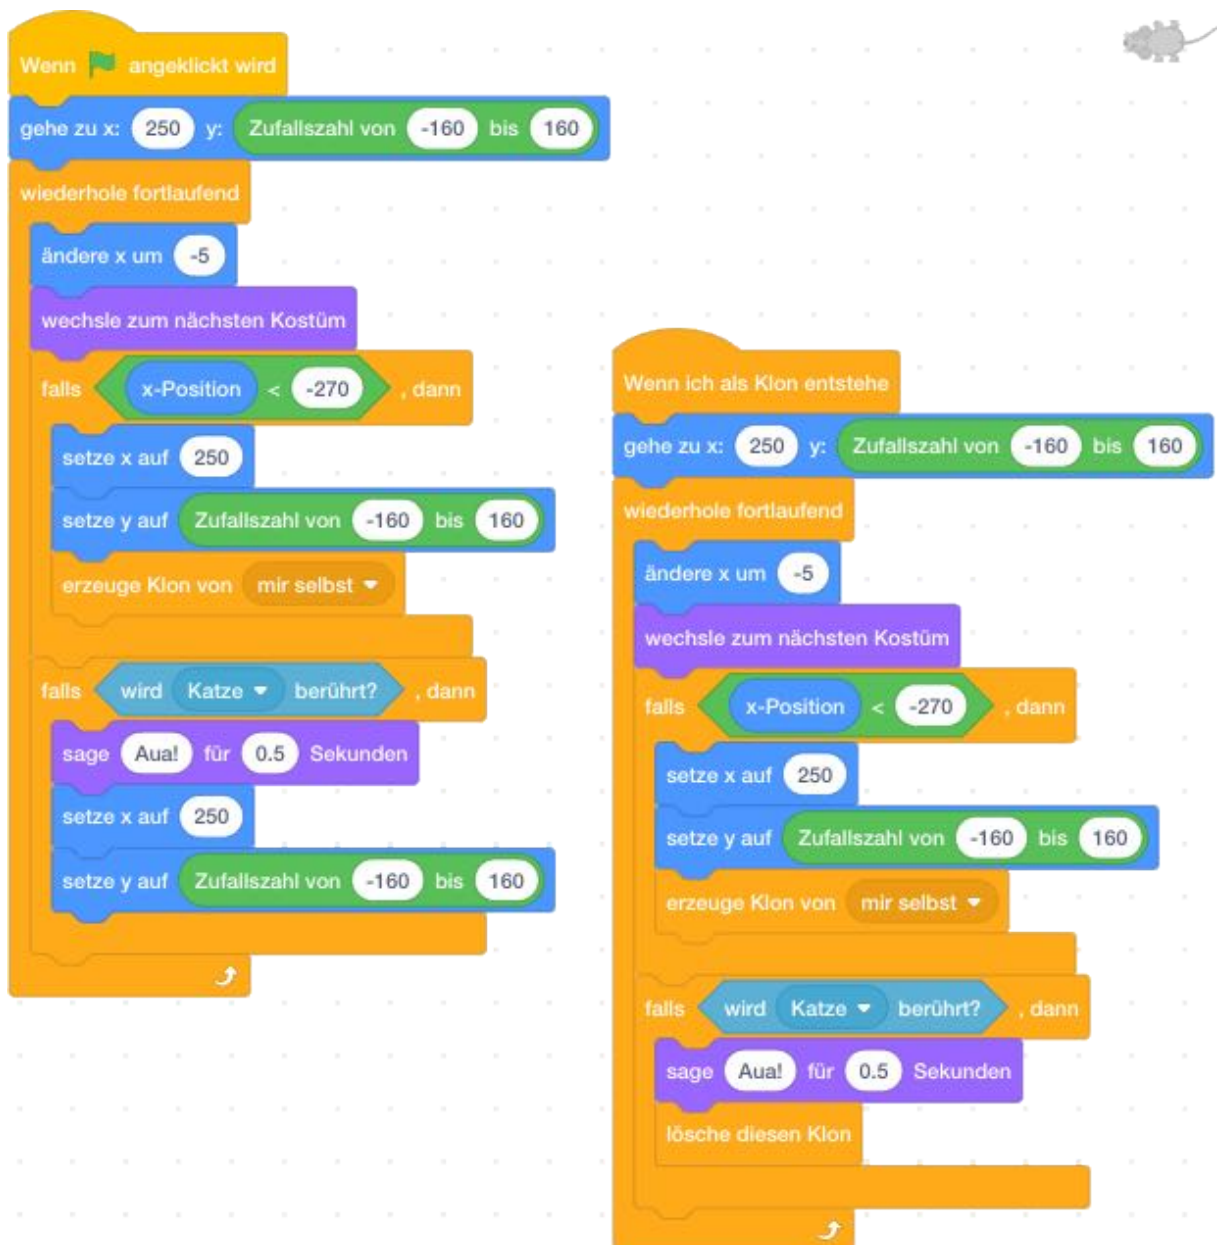 Wenn angeklickt wird
gehe zu x: 250 y: Zufallszahl von -160 bis 160
wiederhole fortlaufend
ändere x um -5
wechsle zum nächsten Kostüm
falls x-Position < -270 , dann
setze x auf 250
setze y auf Zufallszahl von -160 bis 160
erzeuge Klon von mir selbst
falls wird Katze berührt? , dann
sage Aua! für 0.5 Sekunden
setze x auf 250
setze y auf Zufallszahl von -160 bis 160
Wenn ich als Klon entstehe
gehe zu x: 250 y: Zufallszahl von -160 bis 160
wiederhole fortlaufend
ändere x um -5
wechsle zum nächsten Kostüm
falls x-Position < -270 , dann
setze x auf 250
setze y auf Zufallszahl von -160 bis 160
erzeuge Klon von mir selbst
falls wird Katze berührt? , dann
sage Aua! für 0.5 Sekunden
lösche diesen Klon